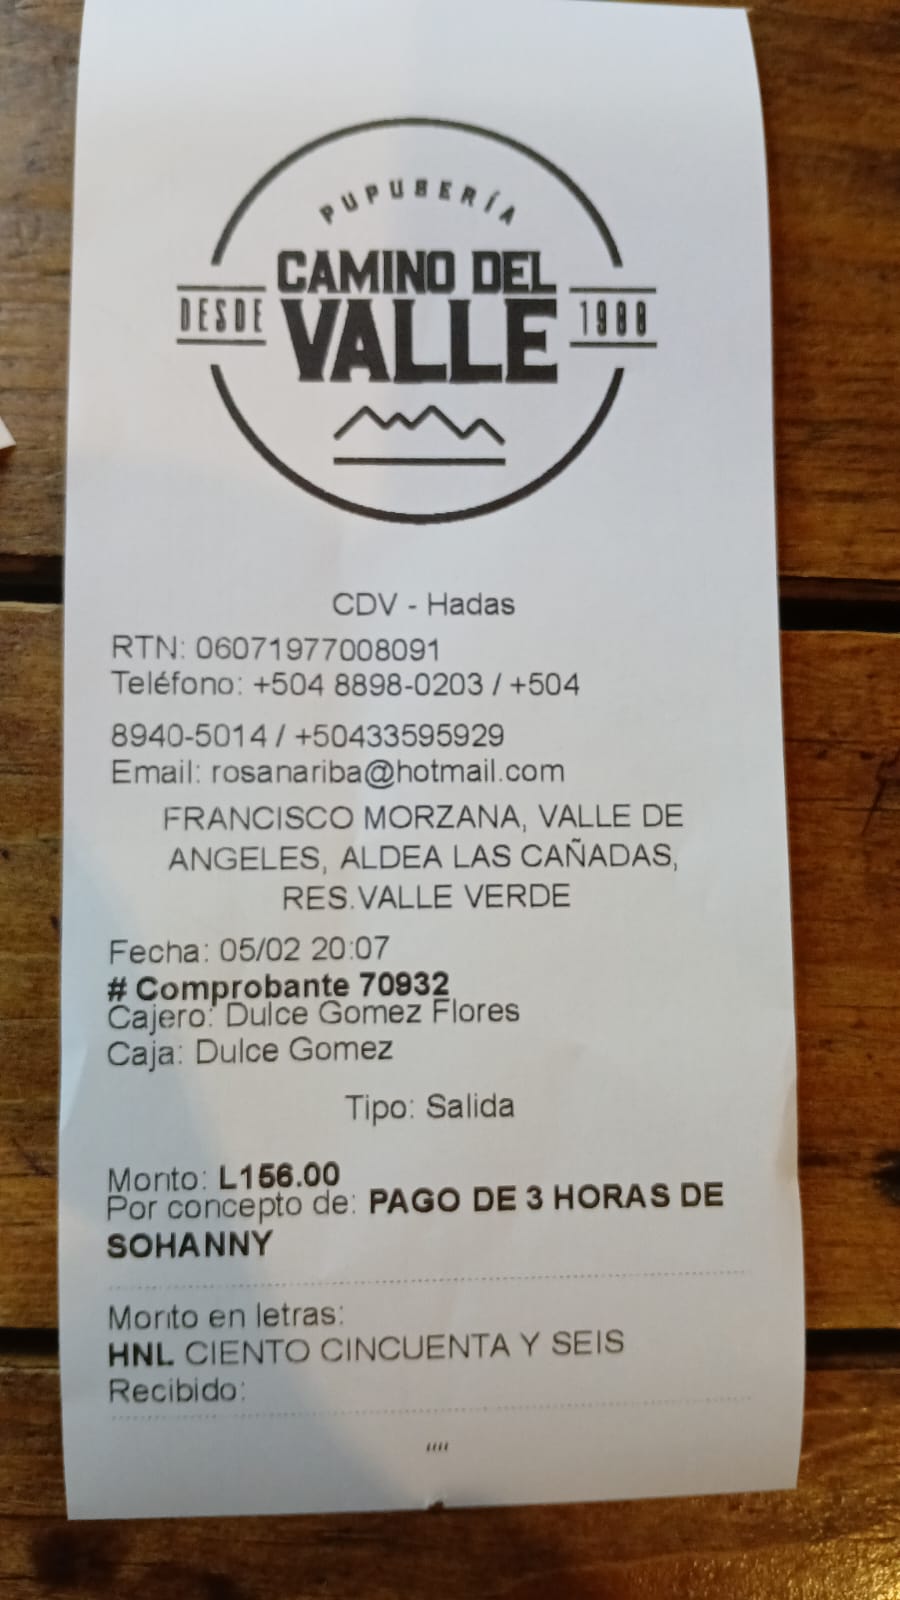 PUPUSERÍA
CAMINO DEL
DESDE VALLE 1988
CDV - Hadas
RTN: 06071977008091
Teléfono: +504 8898-0203 / +504
8940-5014 / +50433595929
Email: rosanariba@hotmail.com
FRANCISCO MORZANA, VALLE DE
ANGELES, ALDEA LAS CAÑADAS,
RES.VALLE VERDE
Fecha: 05/02 20:07
# Comprobante 70932
Cajero: Dulce Gomez Flores
Caja: Dulce Gomez
Tipo: Salida
Monto: L156.00
Por concepto de: PAGO DE 3 HORAS DE
SOHANNY
Monto en letras:
HNL CIENTO CINCUENTA Y SEIS
Recibido:
,,,,